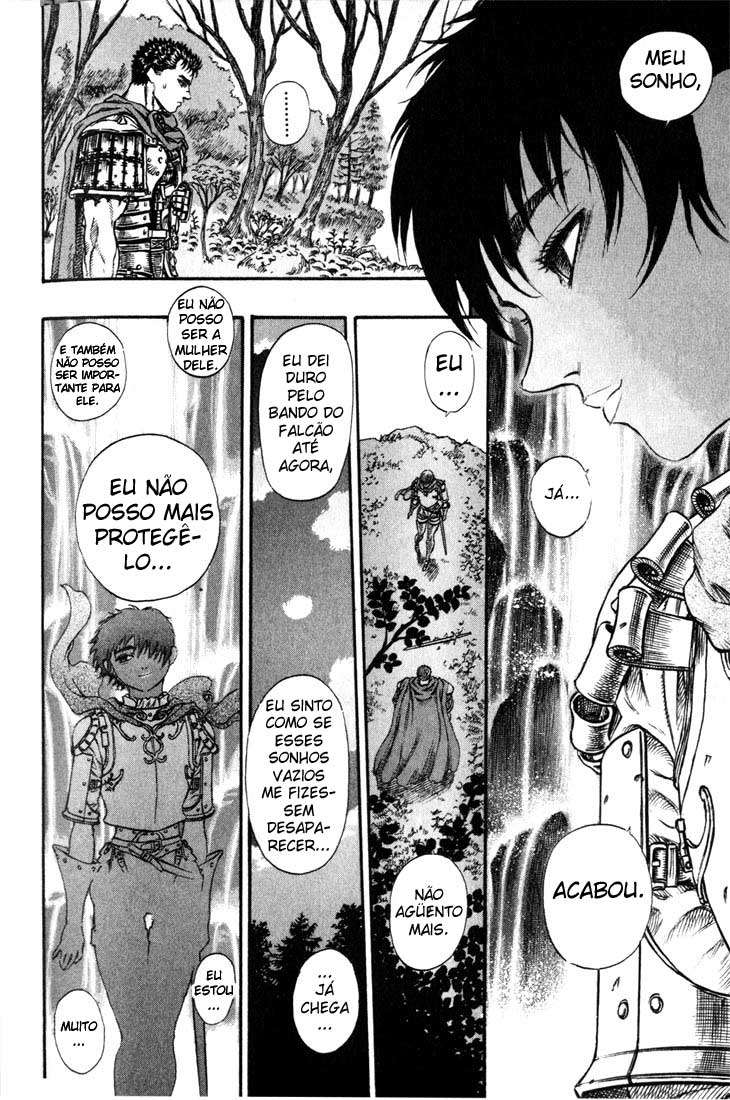 MEU
SONHO,
JÁ...
ACABOU.
.........
EU
...
NÃO
AGÜENTO
MAIS.
EU DEI
DURO
PELO
BANDO DO
FALCÃO
ATÉ
AGORA,
EU SINTO
COMO SE
ESSES
SONHOS
VAZIOS
ME FIZES-
SEM
DESAPA-
RECER...
...
JÁ
CHEGA
...
EU NÃO
POSSO
SER A
MULHER
DELE.
E TAMBÉM
NÃO POSSO
SER IMPOR-
TANTE PARA
ELE.
EU NÃO
POSSO MAIS
PROTEGÊ-
LO...
EU
ESTOU
...
MUITO
...